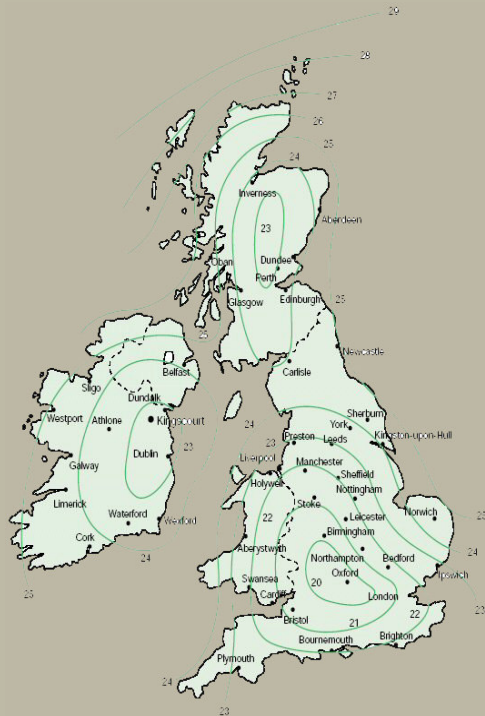 29
28
27
26
25
24
Inverness
Aberdeen
23
Oban
Dundee
Perth
Glasgow
Edinburgh
25
25
Newcastle
Belfast
Carlisle
Sligo
Dundalk
Westport
Athlone
Kingscourt
24
Sherburn
York
Preston
Leeds
Kingston-upon-Hull
23
23
Galway
Dublin
Liverpool
Manchester
Holywell
Sheffield
Nottingham
Limerick
Stoke
22
Waterford
Wexford
Leicester
Norwich
25
Birmingham
Cork
24
Aberystwyth
Northampton
Bedford
24
25
Swansea
20
Oxford
Ipswich
Cardiff
London
23
Bristol
21
22
Bournemouth
Brighton
Plymouth
24
23